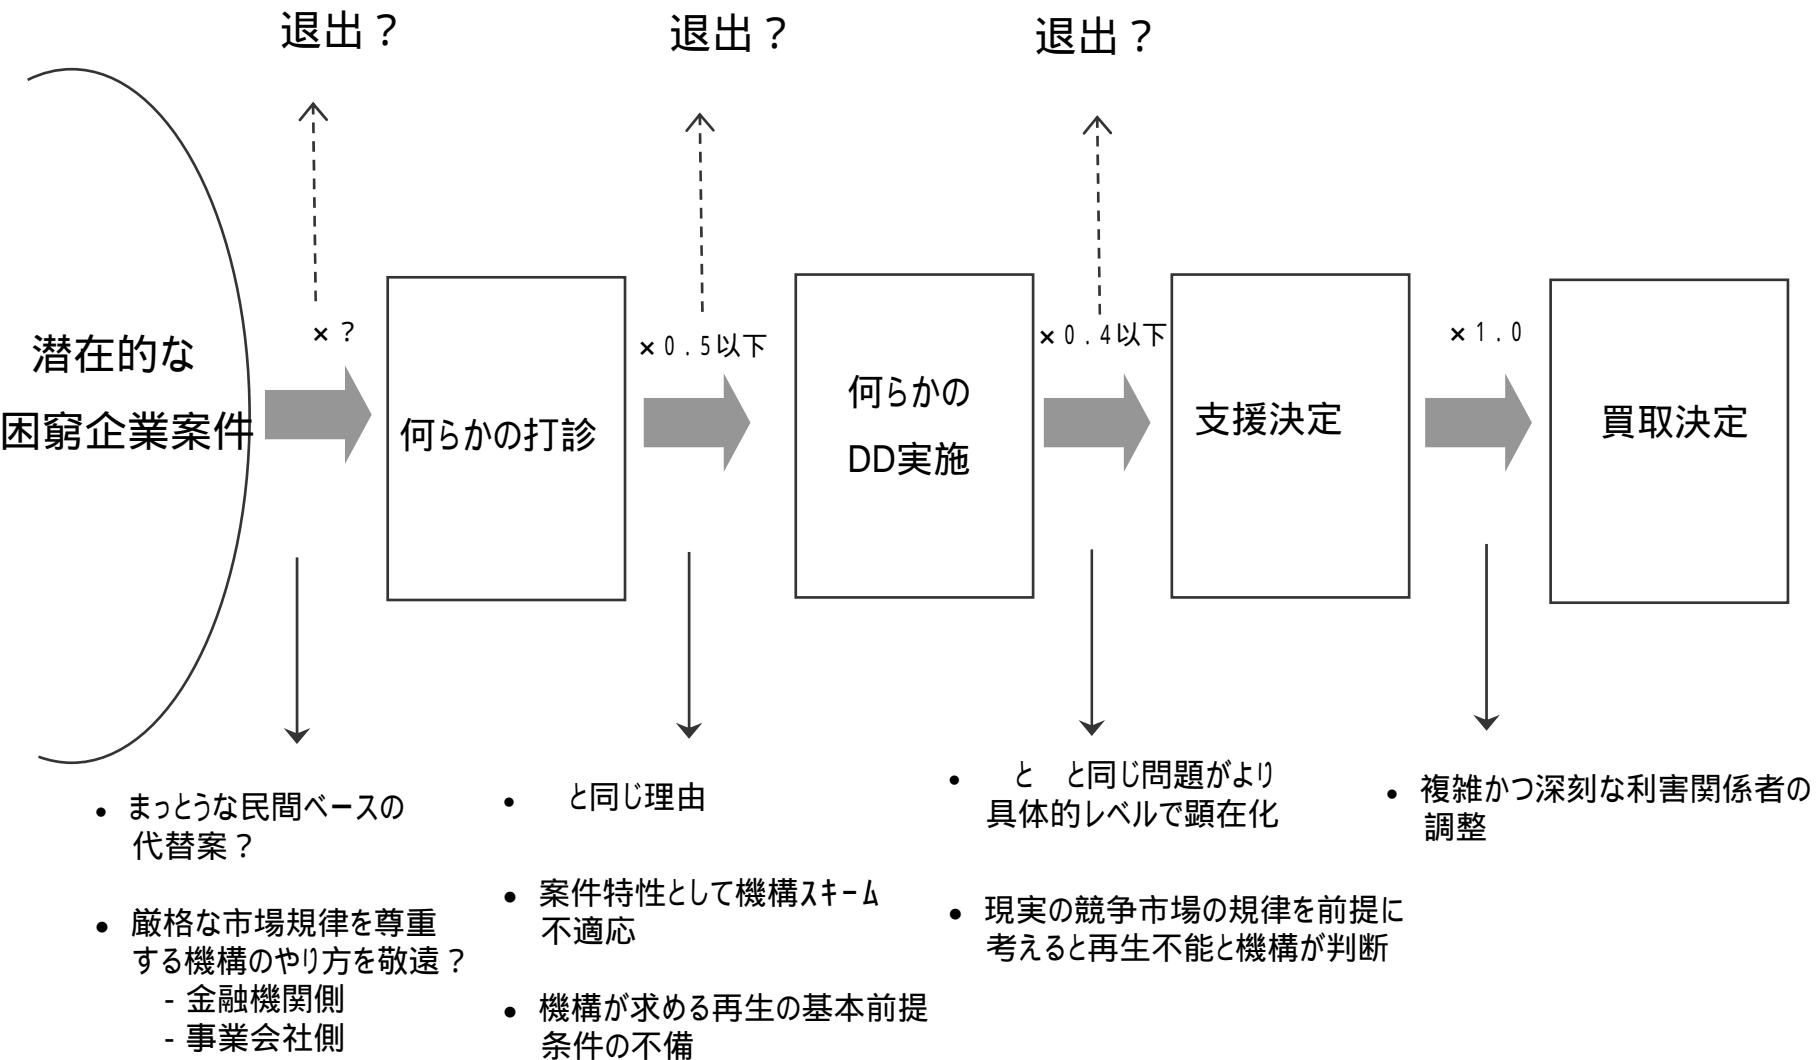 退出？
退出？
退出？
×？
×０．５以下
×０．４以下
×１．０
潜在的な
困窮企業案件
何らかの打診
何らかの
DD実施
支援決定
買取決定
• まっとうな民間ベースの
代替案？
• 厳格な市場規律を尊重
する機構のやり方を敬遠？
- 金融機関側
- 事業会社側
• と同じ理由
• 案件特性として機構スキーム
不適応
• 機構が求める再生の基本前提
条件の不備
• と と同じ問題がより
具体的レベルで顕在化
• 現実の競争市場の規律を前提に
考えると再生不能と機構が判断
• 複雑かつ深刻な利害関係者の
調整